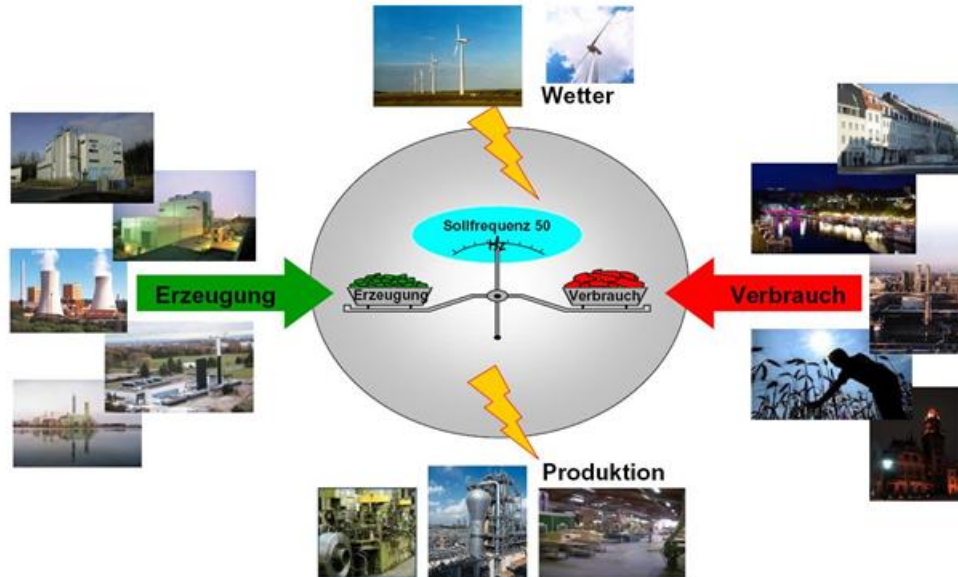 Wetter
Sollfrequenz 50
Hz
Erzeugung
Erzeugung
Verbrauch
Verbrauch
Produktion